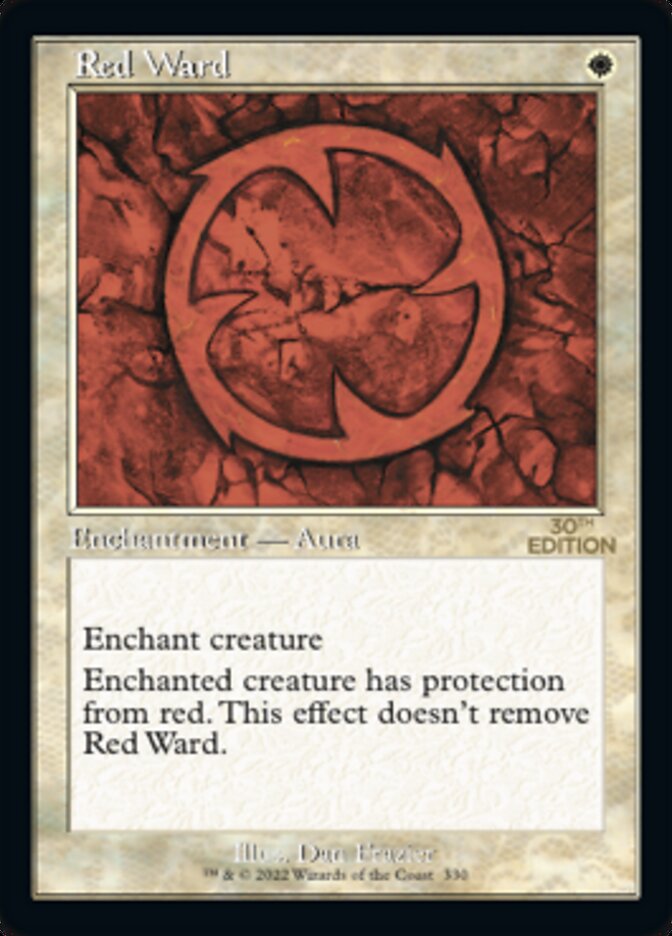 Red Ward
Enchantment — Aura
30TH
EDITION
Enchant creature
Enchanted creature has protection
from red. This effect doesn't remove
Red Ward.
Illus. Dan Frazier
™ & © 2022 Wizards of the Coast 330